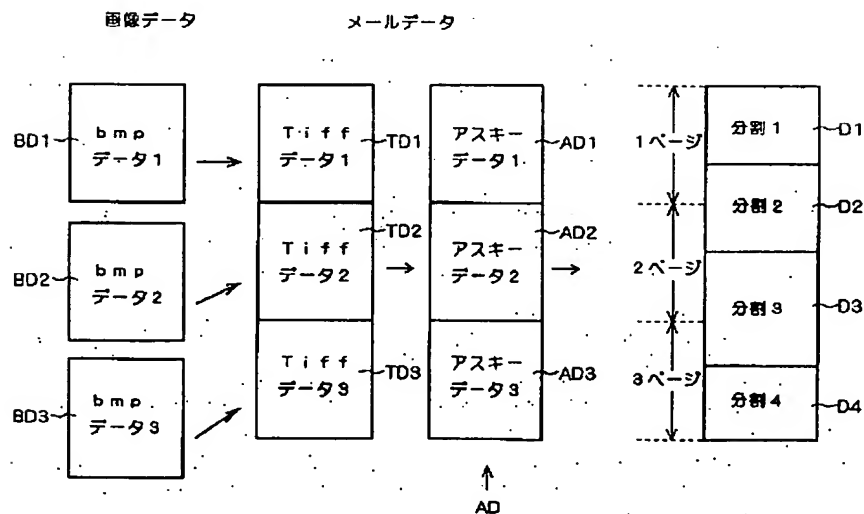 画像データ
メールデータ
BD1
bmp
データ1
BD2
bmp
データ2
BD3
bmp
データ3
Tiff
データ1
TD1
Tiff
データ2
TD2
Tiff
データ3
TD3
アスキー
データ1
AD1
アスキー
データ2
AD2
アスキー
データ3
AD3
AD
1ページ
2ページ
3ページ
分割1
D1
分割2
D2
分割3
D3
分割4
D4